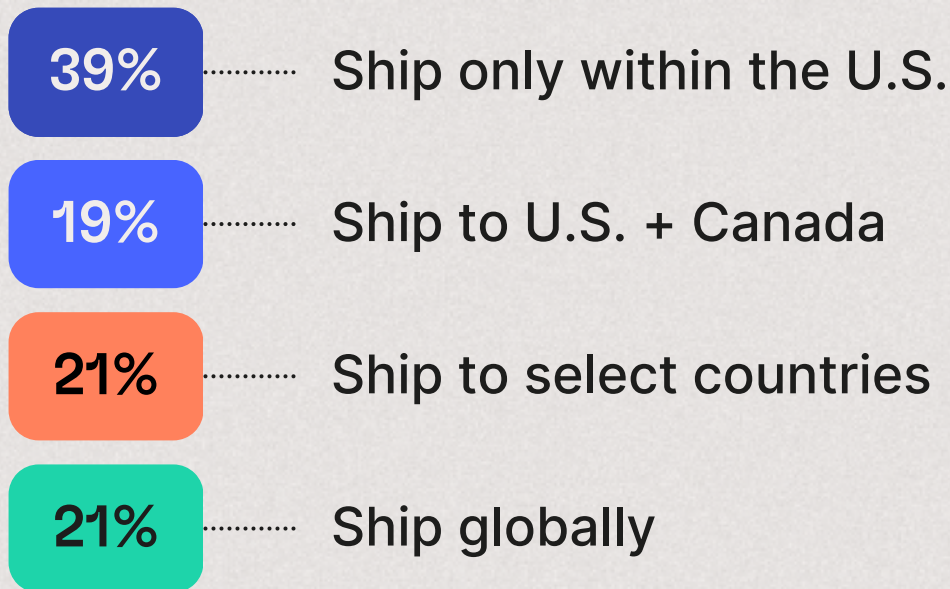 39% Ship only within the U.S.
19% Ship to U.S. + Canada
21% Ship to select countries
21% Ship globally